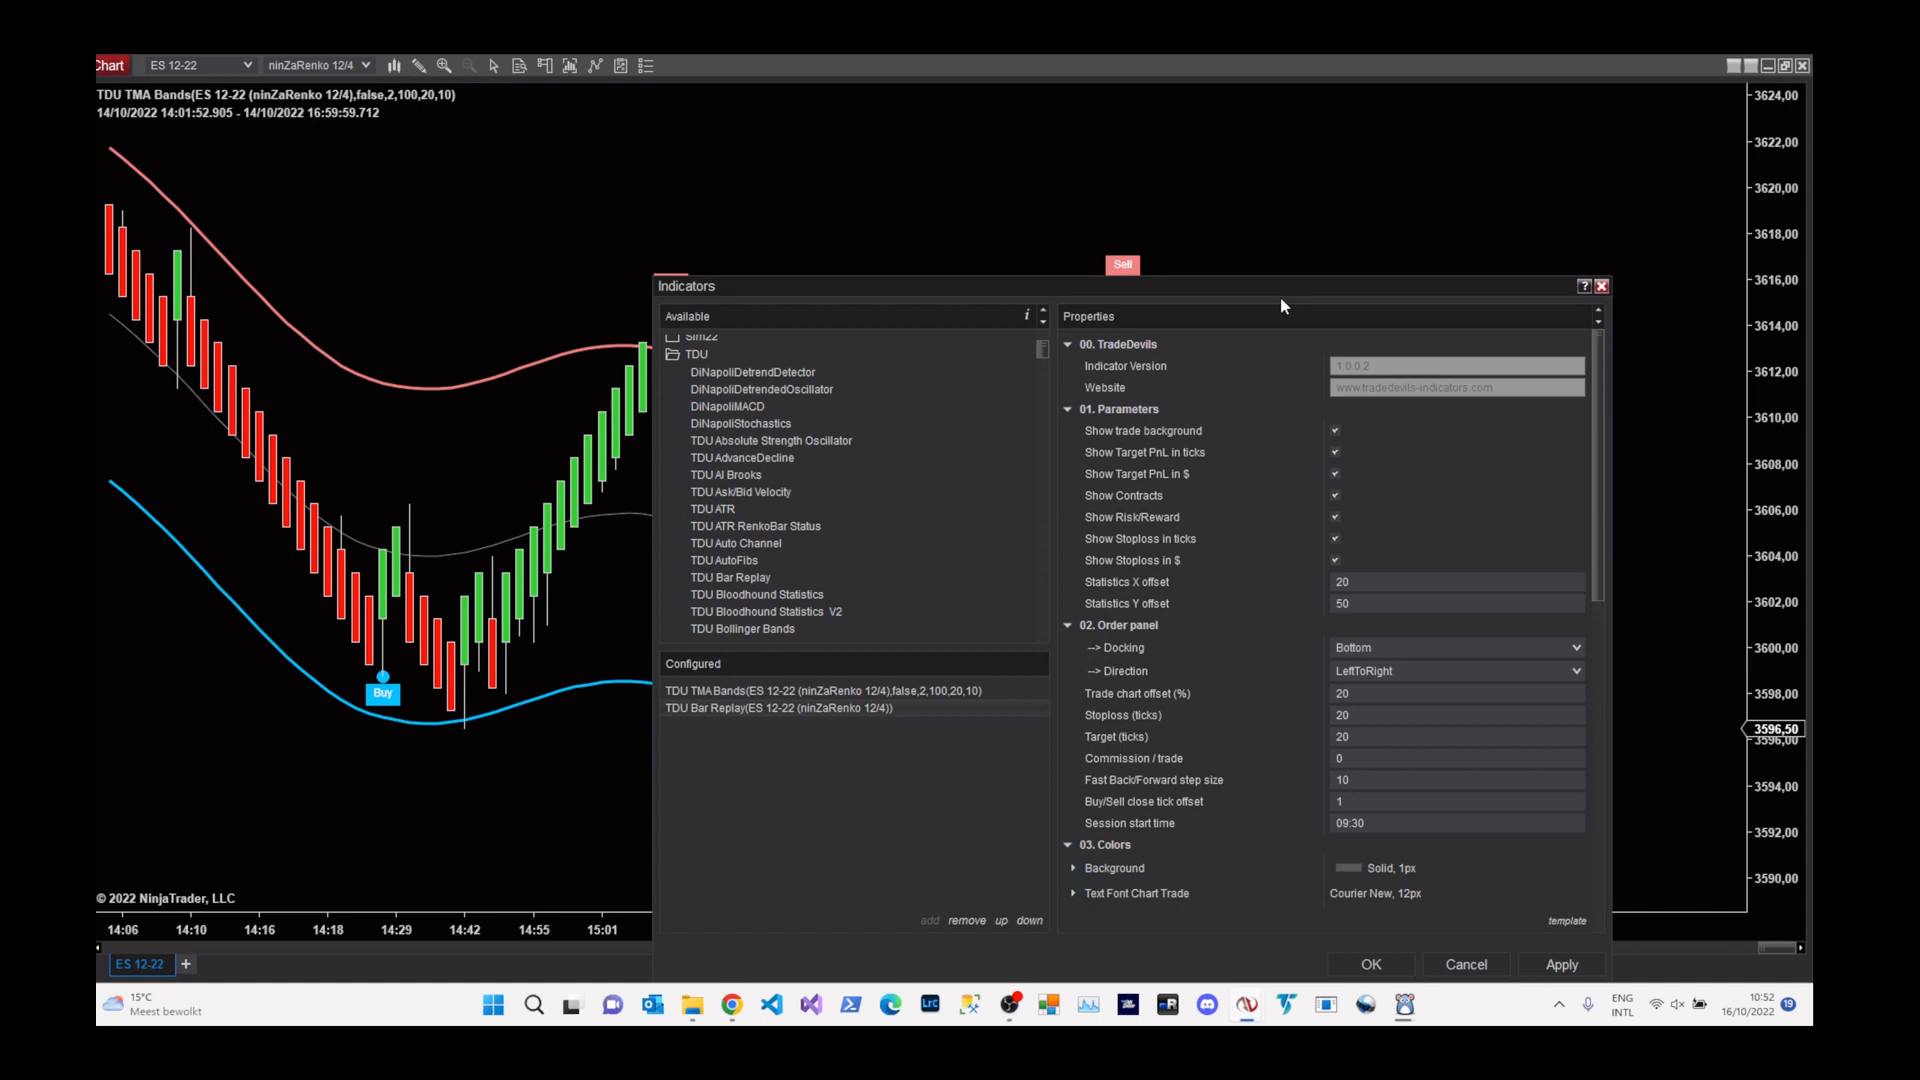 Chart
ES 12-22
ninZaRenko 12/4
TDU TMA Bands(ES 12-22 (ninZaRenko 12/4),false,2,100,20,10)
14/10/2022 14:01:52.905 - 14/10/2022 16:59:59.712
3624,00
3622,00
3620,00
3618,00
3616,00
3614,00
3612,00
3610,00
3608,00
3606,00
3604,00
3602,00
3600,00
3598,00
3596,50
3596,00
3594,00
3592,00
3590,00
Sell
Buy
Indicators
?
Available
i
Sim22
TDU
DiNapoliDetrendDetector
DiNapoliDetrendedOscillator
DiNapoliMACD
DiNapoliStochastics
TDU Absolute Strength Oscillator
TDU AdvanceDecline
TDU Al Brooks
TDU Ask/Bid Velocity
TDU ATR
TDU ATR RenkoBar Status
TDU Auto Channel
TDU AutoFibs
TDU Bar Replay
TDU Bloodhound Statistics
TDU Bloodhound Statistics V2
TDU Bollinger Bands
Configured
TDU TMA Bands(ES 12-22 (ninZaRenko 12/4),false,2,100,20,10)
TDU Bar Replay(ES 12-22 (ninZaRenko 12/4))
add remove up down
Properties
00. TradeDevils
Indicator Version 1.0.0.2
Website www.tradedevils-indicators.com
01. Parameters
Show trade background
Show Target PnL in ticks
Show Target PnL in $
Show Contracts
Show Risk/Reward
Show Stoploss in ticks
Show Stoploss in $
Statistics X offset 20
Statistics Y offset 50
02. Order panel
--> Docking Bottom
--> Direction LeftToRight
Trade chart offset (%) 20
Stoploss (ticks) 20
Target (ticks) 20
Commission / trade 0
Fast Back/Forward step size 10
Buy/Sell close tick offset 1
Session start time 09:30
03. Colors
Background Solid, 1px
Text Font Chart Trade Courier New, 12px
template
OK Cancel Apply
© 2022 NinjaTrader, LLC
14:06 14:10 14:16 14:18 14:29 14:42 14:55 15:01
ES 12-22 +
15°C
Meest bewolkt
Lrc
ENG
INTL
10:52
16/10/2022
19